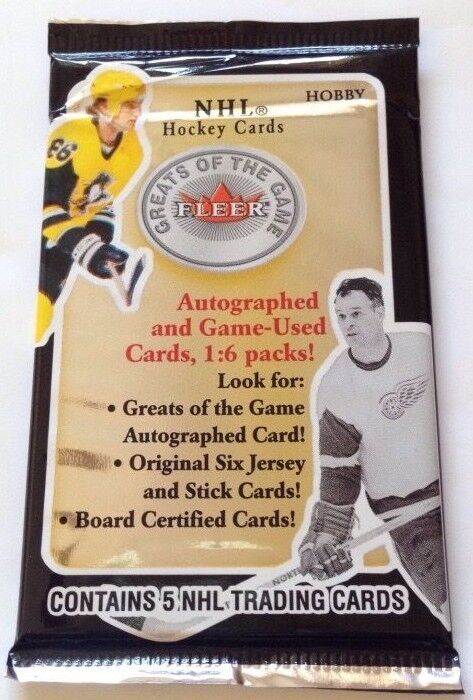 HOBBY
NHL®
Hockey Cards
GREATS OF THE GAME
FLEER
66
Autographed
and Game-Used
Cards, 1:6 packs!
Look for:
• Greats of the Game
Autographed Card!
• Original Six Jersey
and Stick Cards!
• Board Certified Cards!
NORTH
CONTAINS 5 NHL® TRADING CARDS